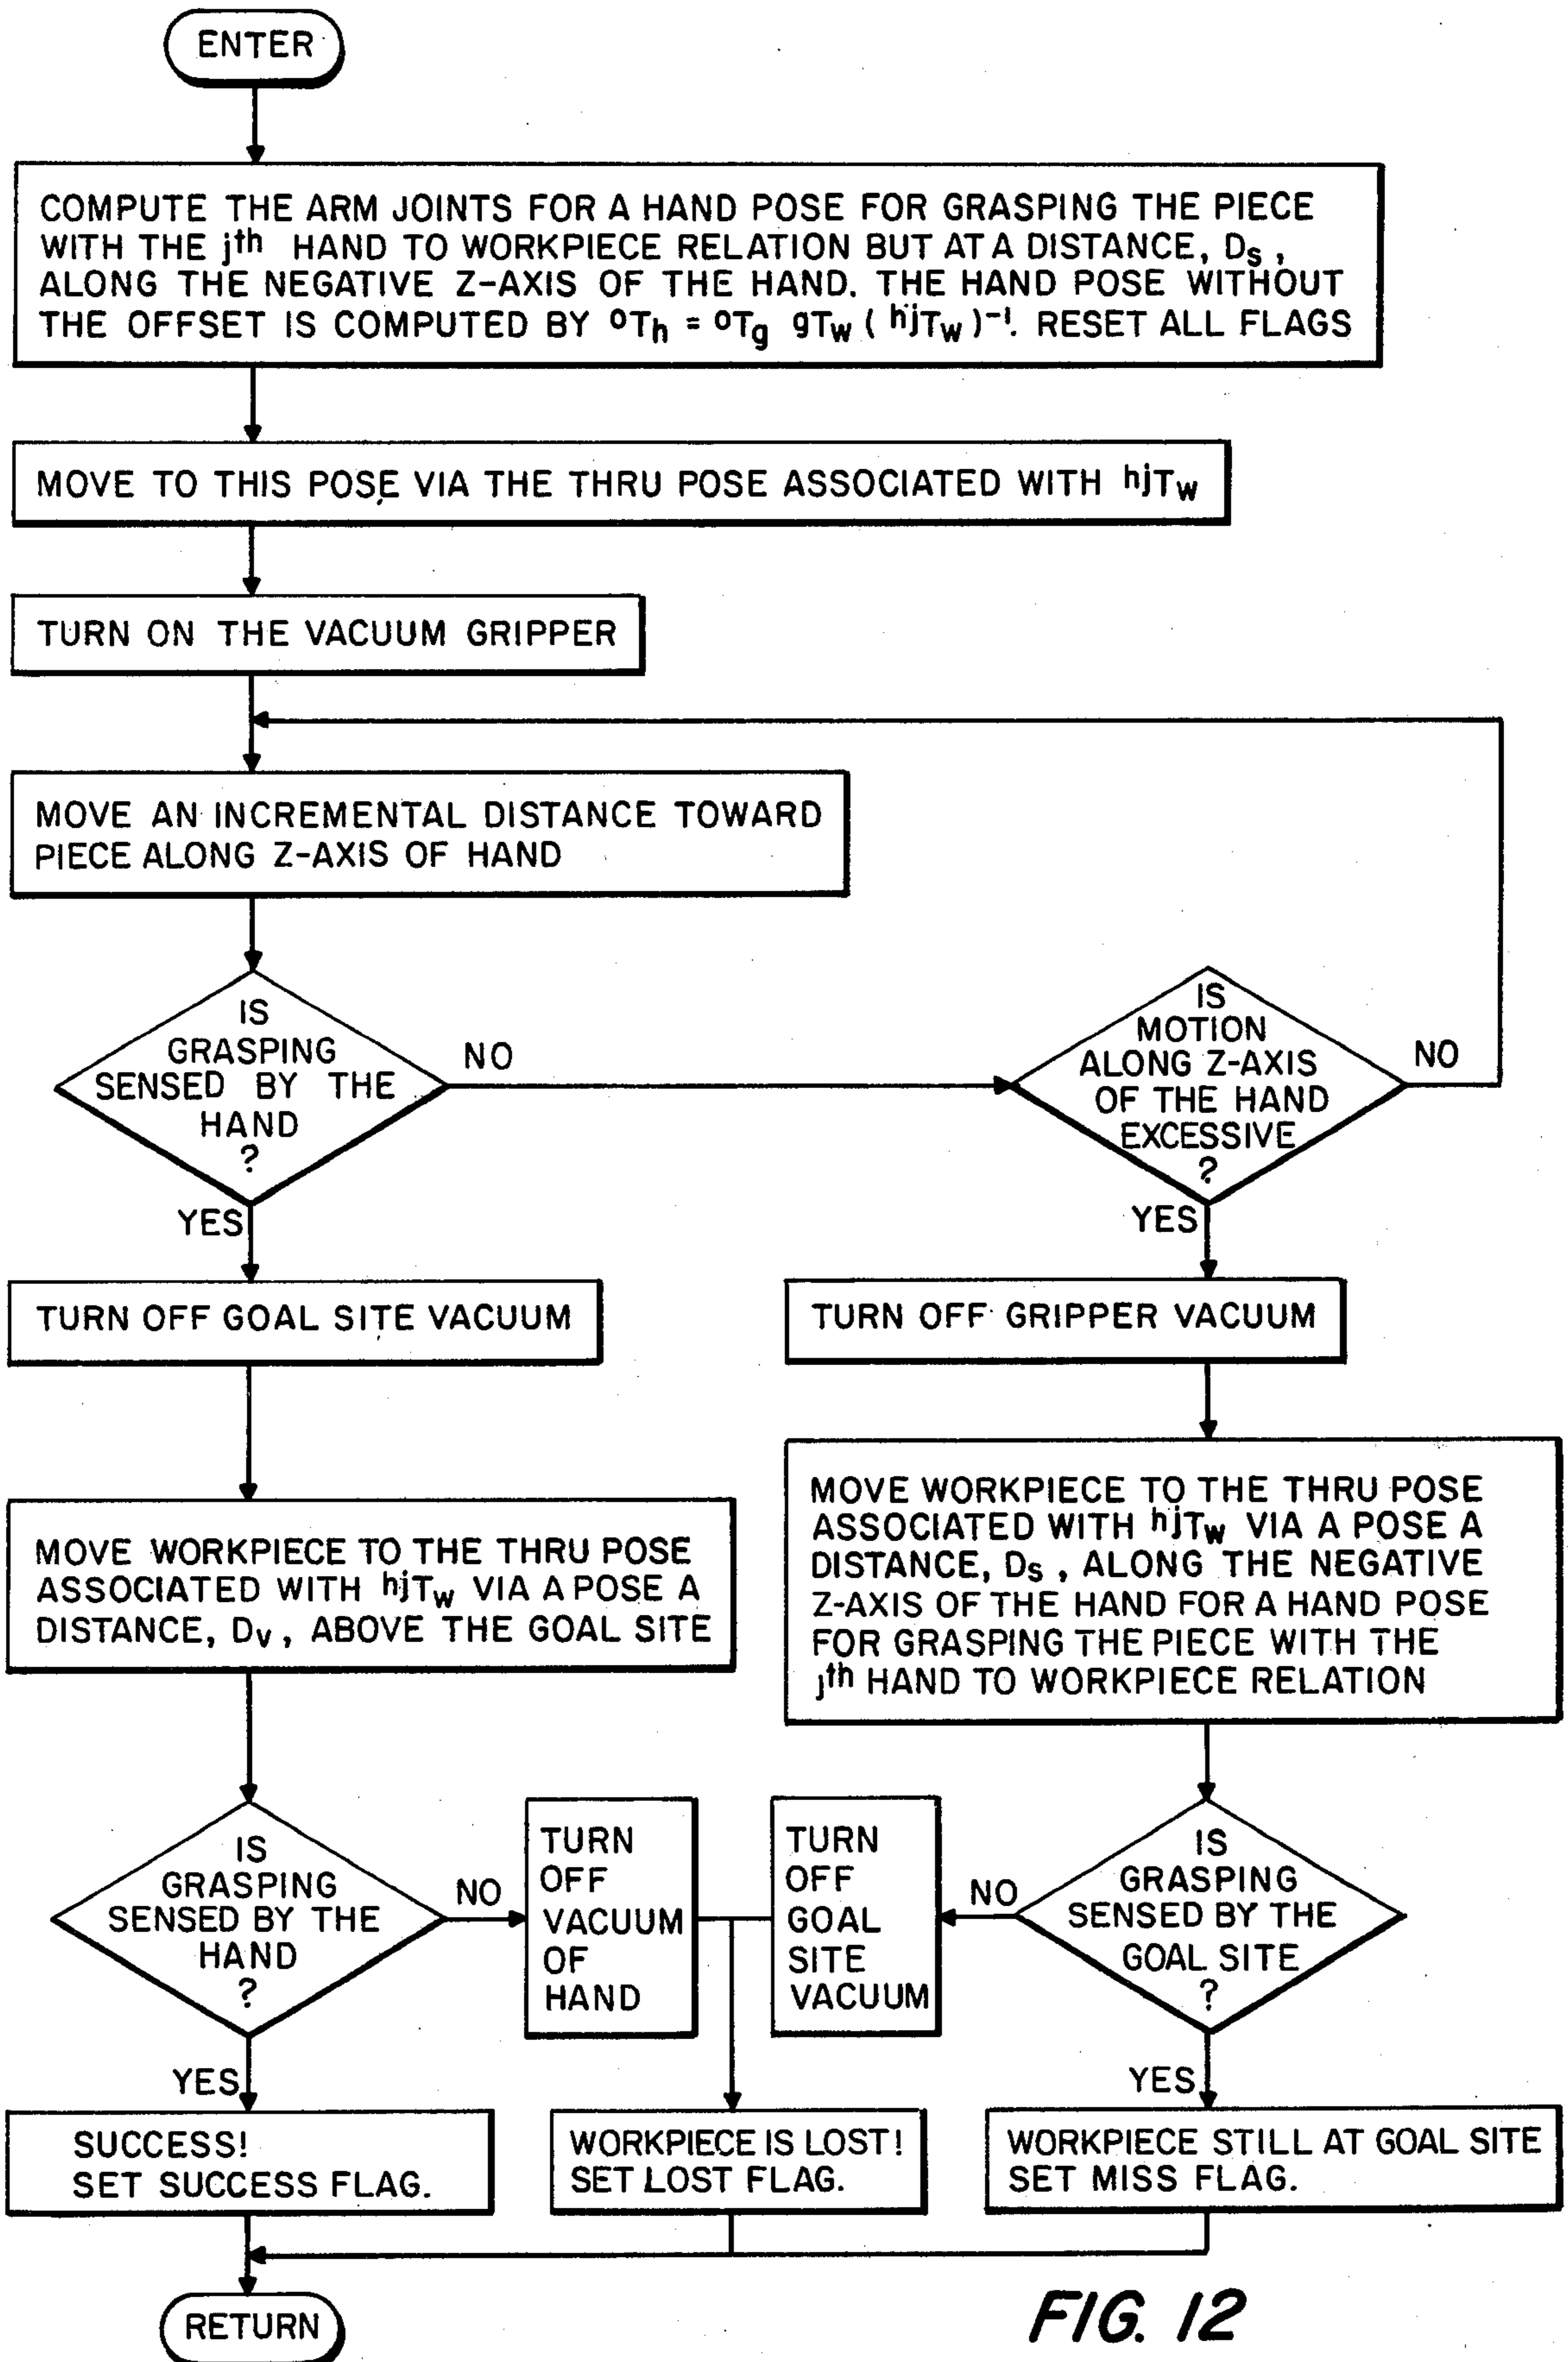 ENTER
COMPUTE THE ARM JOINTS FOR A HAND POSE FOR GRASPING THE PIECE
WITH THE jth HAND TO WORKPIECE RELATION BUT AT A DISTANCE, Ds,
ALONG THE NEGATIVE Z-AXIS OF THE HAND. THE HAND POSE WITHOUT
THE OFFSET IS COMPUTED BY oTh = oTg gTw (hjTw)-1. RESET ALL FLAGS
MOVE TO THIS POSE VIA THE THRU POSE ASSOCIATED WITH hjTw
TURN ON THE VACUUM GRIPPER
MOVE AN INCREMENTAL DISTANCE TOWARD
PIECE ALONG Z-AXIS OF HAND
IS
GRASPING
SENSED BY THE
HAND
?
NO
YES
IS
MOTION
ALONG Z-AXIS
OF THE HAND
EXCESSIVE
?
NO
YES
TURN OFF GOAL SITE VACUUM
TURN OFF GRIPPER VACUUM
MOVE WORKPIECE TO THE THRU POSE
ASSOCIATED WITH hjTw VIA A POSE A
DISTANCE, Dv, ABOVE THE GOAL SITE
MOVE WORKPIECE TO THE THRU POSE
ASSOCIATED WITH hjTw VIA A POSE A
DISTANCE, Ds, ALONG THE NEGATIVE
Z-AXIS OF THE HAND FOR A HAND POSE
FOR GRASPING THE PIECE WITH THE
jth HAND TO WORKPIECE RELATION
IS
GRASPING
SENSED BY THE
HAND
?
NO
YES
TURN
OFF
VACUUM
OF
HAND
TURN
OFF
GOAL
SITE
VACUUM
IS
GRASPING
SENSED BY THE
GOAL SITE
?
NO
YES
SUCCESS!
SET SUCCESS FLAG.
WORKPIECE IS LOST!
SET LOST FLAG.
WORKPIECE STILL AT GOAL SITE
SET MISS FLAG.
RETURN
FIG. 12